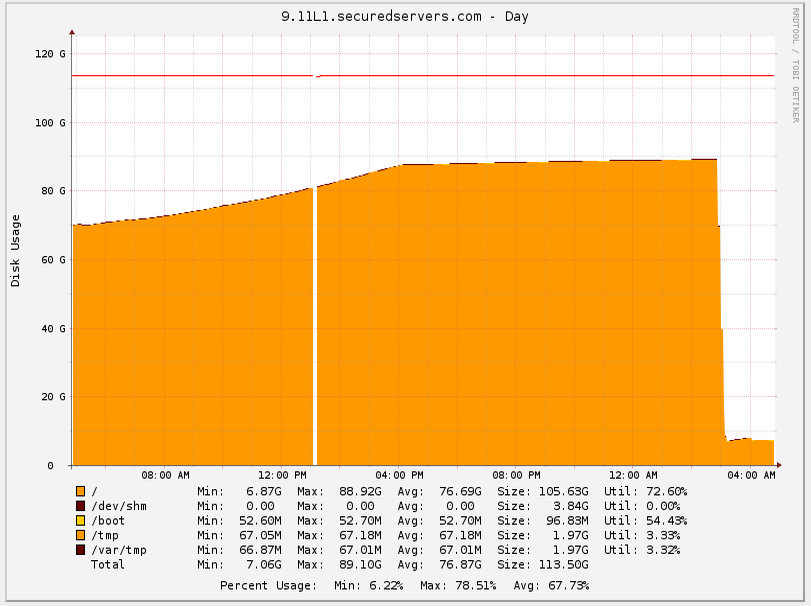 9.11L1.securedservers.com - Day
RRDTOOL / TOBI OETIKER
Disk Usage
120 G
100 G
80 G
60 G
40 G
20 G
0
08:00 AM 12:00 PM 04:00 PM 08:00 PM 12:00 AM 04:00 AM
/ Min: 6.87G Max: 88.92G Avg: 76.69G Size: 105.63G Util: 72.60%
/dev/shm Min: 0.00 Max: 0.00 Avg: 0.00 Size: 3.84G Util: 0.00%
/boot Min: 52.60M Max: 52.70M Avg: 52.70M Size: 96.83M Util: 54.43%
/tmp Min: 67.05M Max: 67.18M Avg: 67.18M Size: 1.97G Util: 3.33%
/var/tmp Min: 66.87M Max: 67.01M Avg: 67.01M Size: 1.97G Util: 3.32%
Total Min: 7.06G Max: 89.10G Avg: 76.87G Size: 113.50G
Percent Usage: Min: 6.22% Max: 78.51% Avg: 67.73%